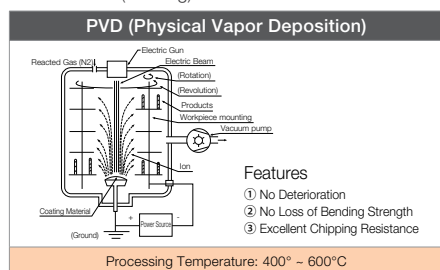 PVD (Physical Vapor Deposition)
Electric Gun
Reacted Gas (N2)
Electric Beam
(Rotation)
(Revolution)
Products
Workpiece mounting
Vacuum pump
Ion
Coating Material
+
-
Power Source
(Ground)
Features
① No Deterioration
② No Loss of Bending Strength
③ Excellent Chipping Resistance
Processing Temperature: 400° ~ 600°C